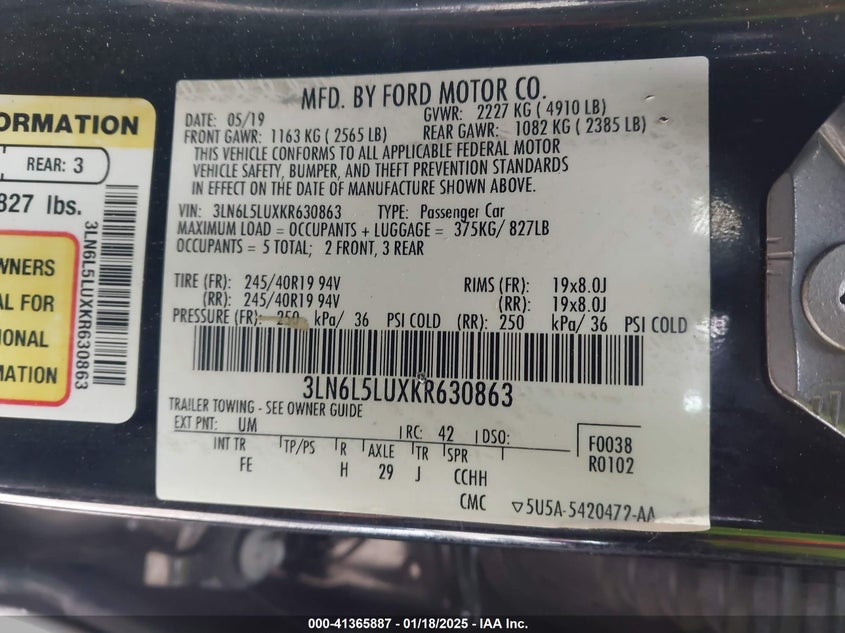 ORMATION
REAR: 3
827 lbs.
WNERS
AL FOR
IONAL
MATION
3LN6L5LUXKR630863
MFD. BY FORD MOTOR CO.
DATE: 05/19 GVWR: 2227 KG ( 4910 LB)
FRONT GAWR: 1163 KG ( 2565 LB) REAR GAWR: 1082 KG ( 2385 LB)
THIS VEHICLE CONFORMS TO ALL APPLICABLE FEDERAL MOTOR
VEHICLE SAFETY, BUMPER, AND THEFT PREVENTION STANDARDS
IN EFFECT ON THE DATE OF MANUFACTURE SHOWN ABOVE.
VIN: 3LN6L5LUXKR630863 TYPE: Passenger Car
MAXIMUM LOAD = OCCUPANTS + LUGGAGE = 375KG/ 827LB
OCCUPANTS = 5 TOTAL; 2 FRONT, 3 REAR
TIRE (FR): 245/40R19 94V RIMS (FR): 19x8.0J
(RR): 245/40R19 94V (RR): 19x8.0J
PRESSURE (FR): 250 kPa/ 36 PSI COLD (RR): 250 kPa/ 36 PSI COLD
3LN6L5LUXKR630863
TRAILER TOWING - SEE OWNER GUIDE
EXT PNT: UM RC: 42 DSO: F0038
INT TR TP/PS R AXLE TR SPR R0102
FE H 29 J CCHH
CMC ▽5U5A-5420472-AA
000-41365887 - 01/18/2025 - IAA Inc.